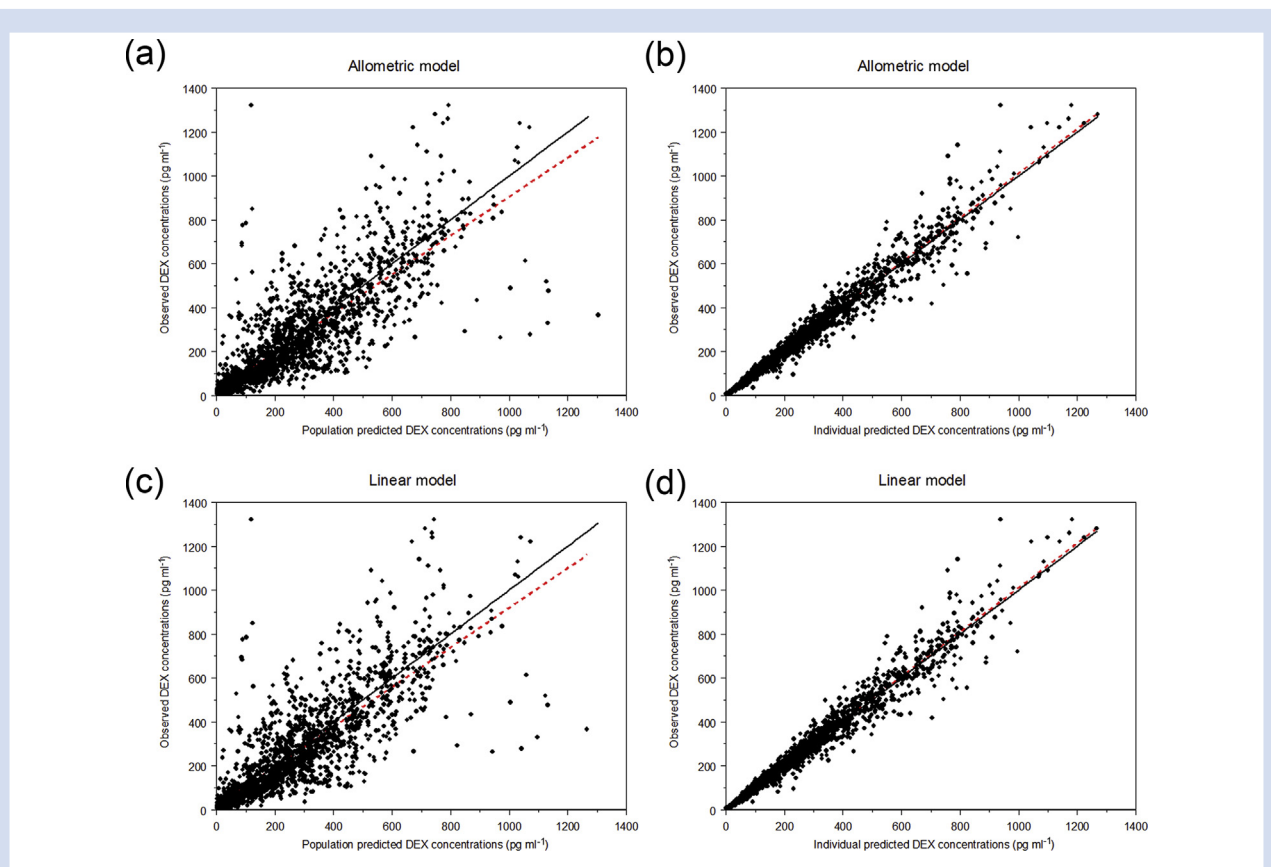 (a)
Allometric model
1400
1200
1000
800
600
400
200
0
Observed DEX concentrations (pg ml⁻¹)
0 200 400 600 800 1000 1200 1400
Population predicted DEX concentrations (pg ml⁻¹)
(b)
Allometric model
1400
1200
1000
800
600
400
200
0
Observed DEX concentrations (pg ml⁻¹)
0 200 400 600 800 1000 1200 1400
Individual predicted DEX concentrations (pg ml⁻¹)
(c)
Linear model
1400
1200
1000
800
600
400
200
0
Observed DEX concentrations (pg ml⁻¹)
0 200 400 600 800 1000 1200 1400
Population predicted DEX concentrations (pg ml⁻¹)
(d)
Linear model
1400
1200
1000
800
600
400
200
0
Observed DEX concentrations (pg ml⁻¹)
0 200 400 600 800 1000 1200 1400
Individual predicted DEX concentrations (pg ml⁻¹)